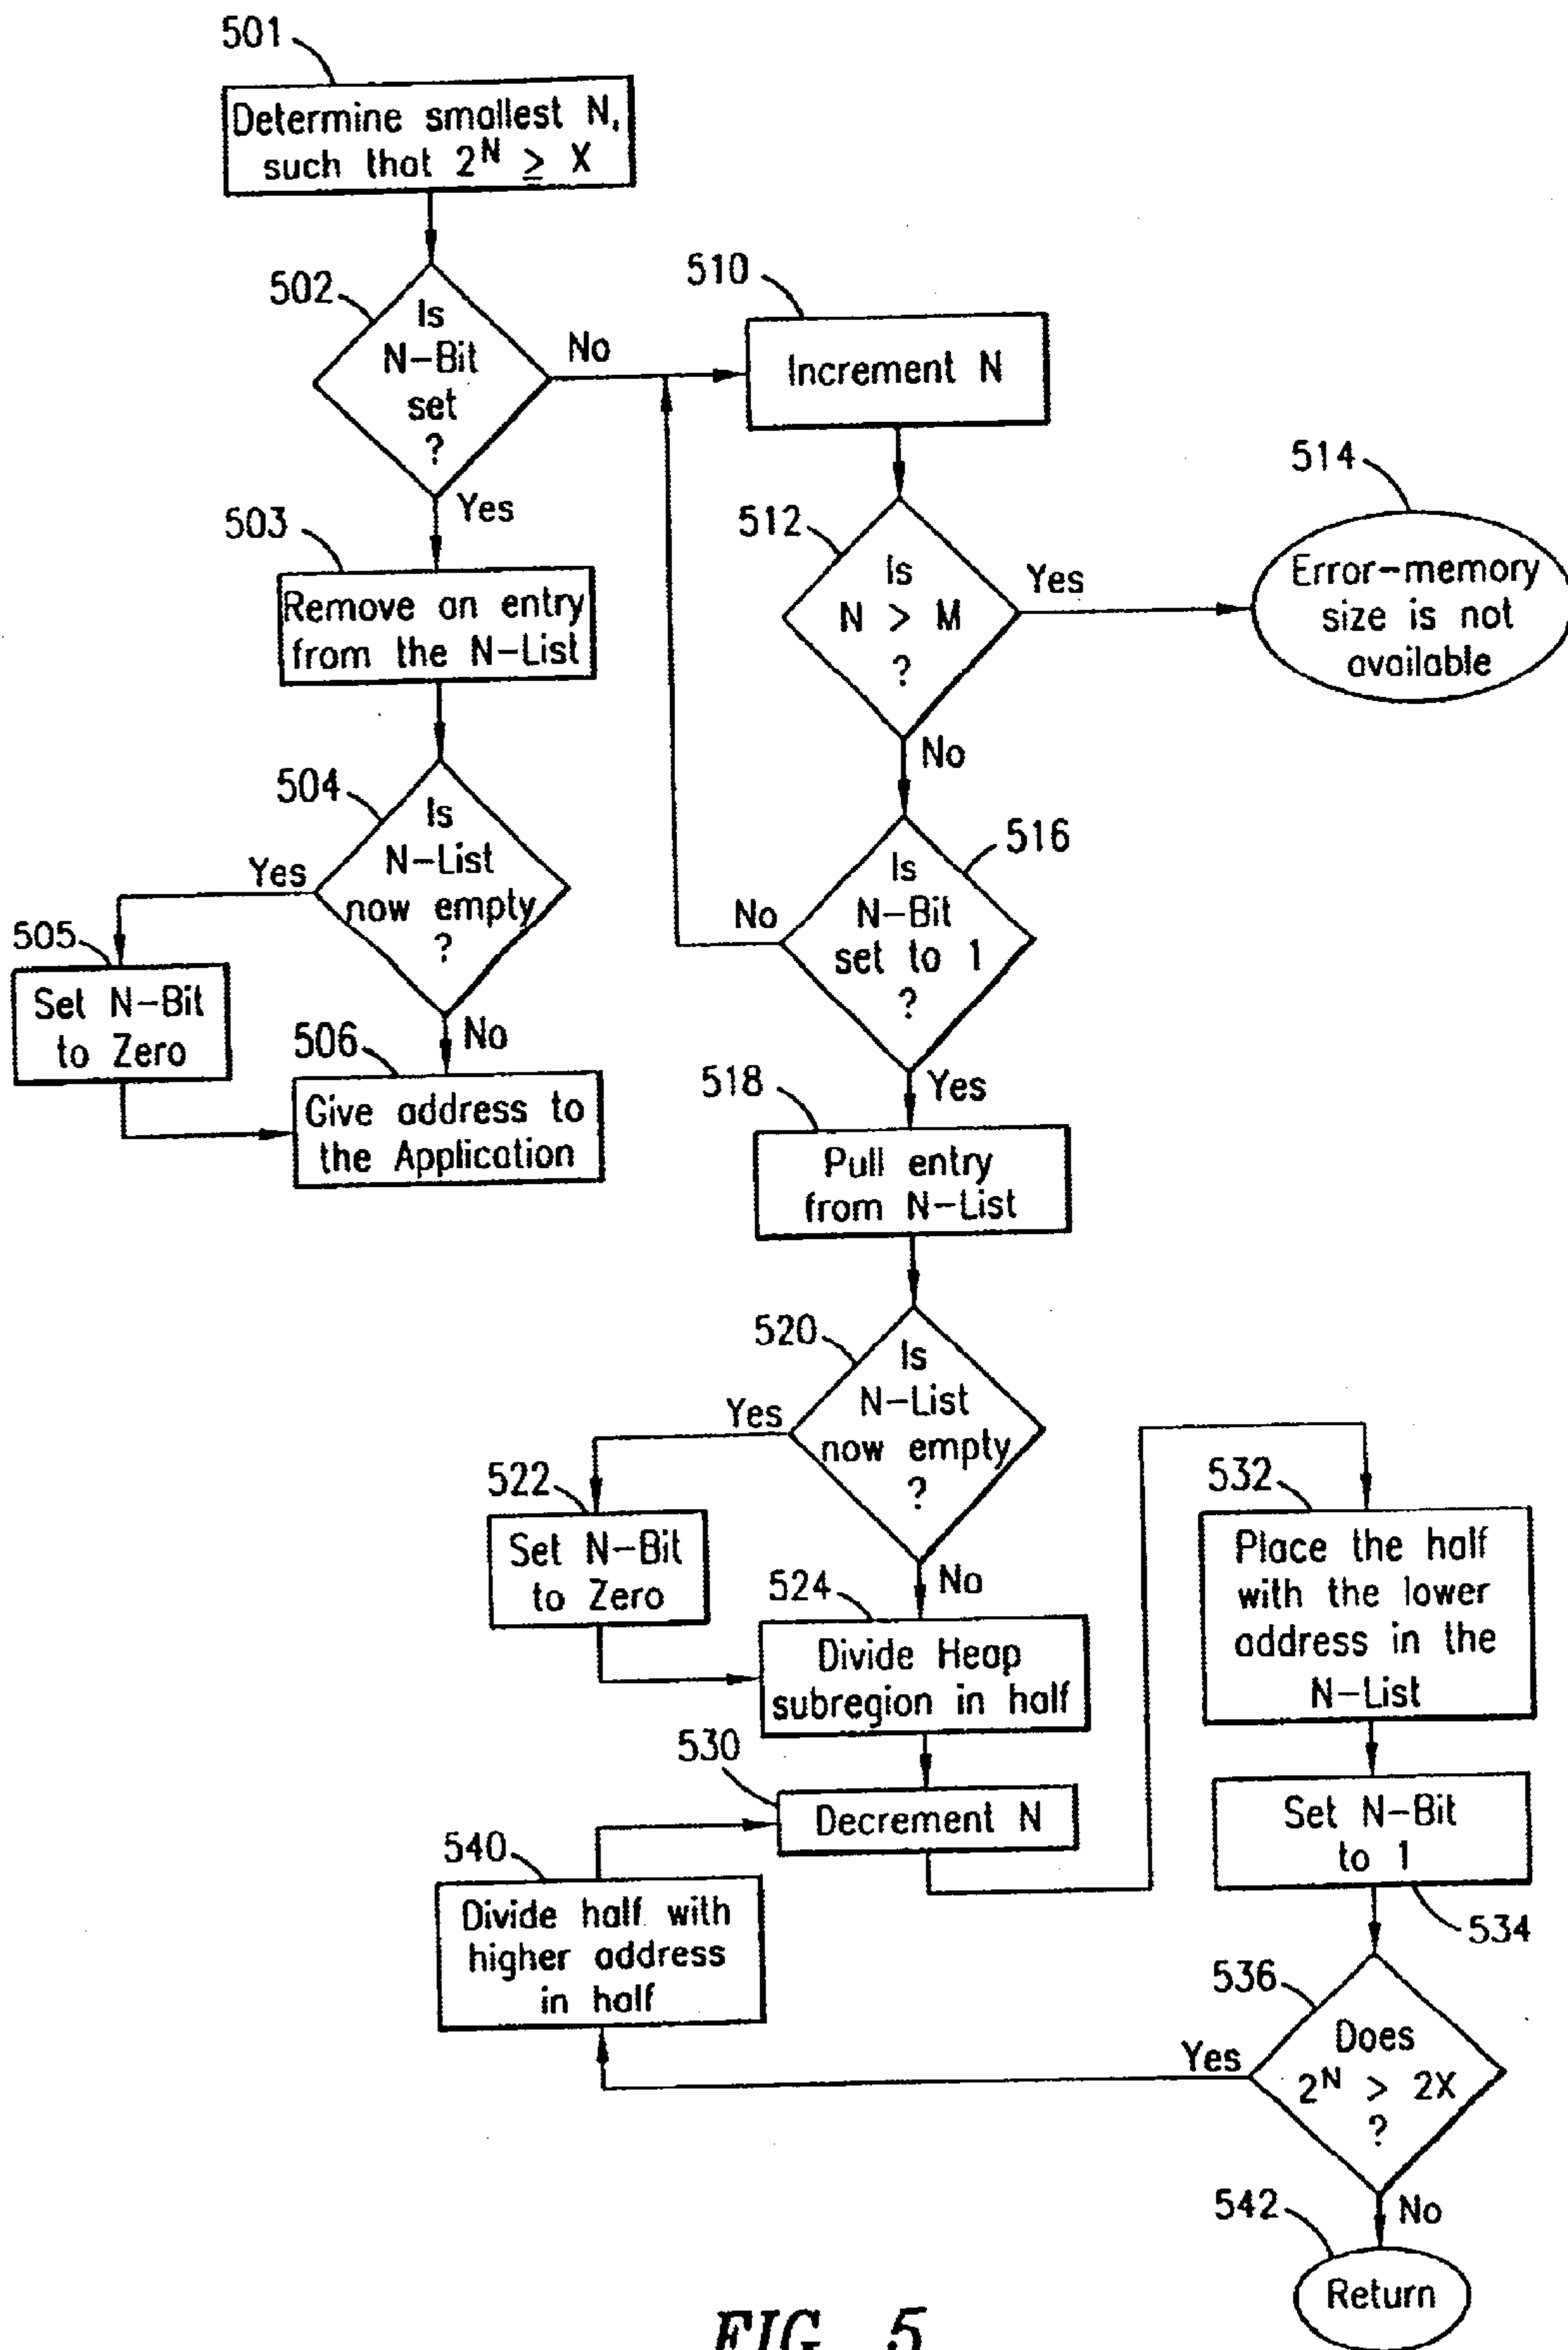 501
Determine smallest N,
such that 2^N ≥ X
502
Is
N-Bit
set
?
No
Yes
503
Remove an entry
from the N-List
504
Is
N-List
now empty
?
Yes
No
505
Set N-Bit
to Zero
506
Give address to
the Application
510
Increment N
512
Is
N > M
?
Yes
No
514
Error-memory
size is not
available
516
Is
N-Bit
set to 1
?
No
Yes
518
Pull entry
from N-List
520
Is
N-List
now empty
?
Yes
No
522
Set N-Bit
to Zero
524
Divide Heap
subregion in half
530
Decrement N
532
Place the half
with the lower
address in the
N-List
Set N-Bit
to 1
534
536
Does
2^N > 2X
?
Yes
No
540
Divide half with
higher address
in half
542
Return
FIG. 5